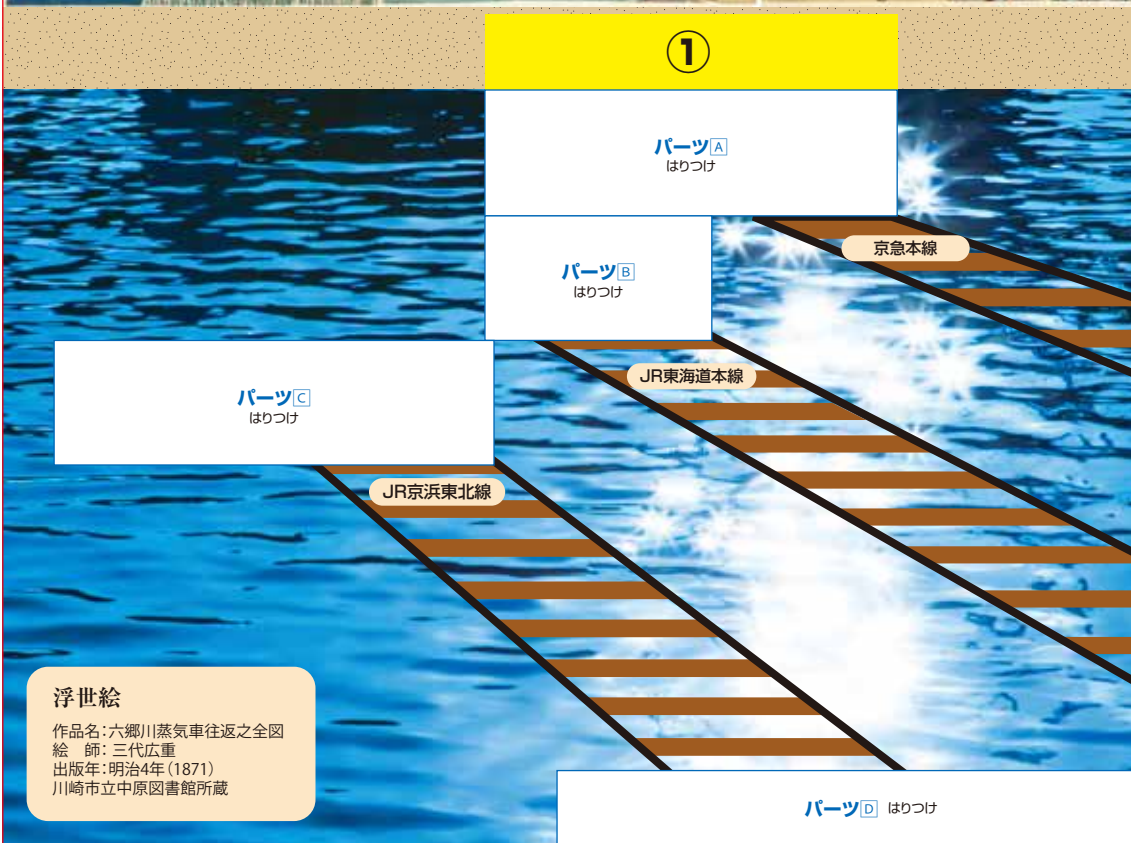 ①
パーツA
はりつけ
京急本線
パーツB
はりつけ
JR東海道本線
パーツC
はりつけ
JR京浜東北線
浮世絵
作品名：六郷川蒸気車往返之全図
絵　師：三代広重
出版年：明治4年（1871）
川崎市立中原図書館所蔵
パーツD はりつけ